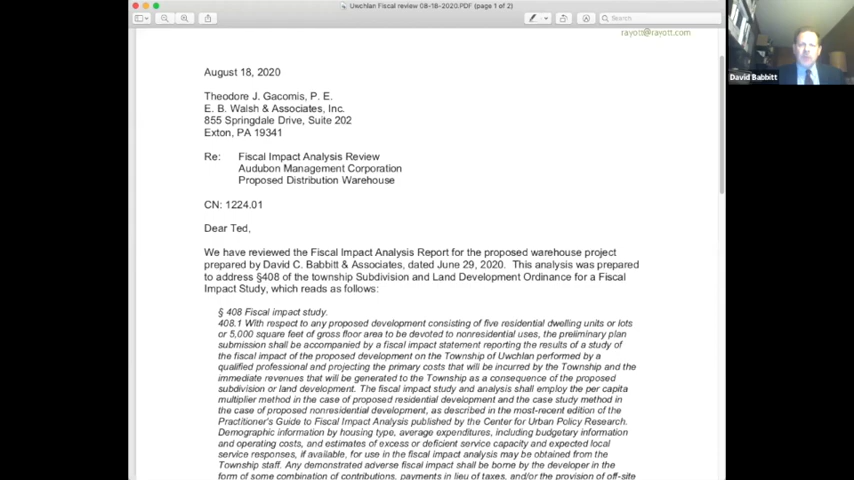 Uwchlan Fiscal review 08-18-2020.PDF (page 1 of 2)
Search
rayott@rayott.com
David Babbitt
August 18, 2020
Theodore J. Gacomis, P. E.
E. B. Walsh & Associates, Inc.
855 Springdale Drive, Suite 202
Exton, PA 19341
Re: Fiscal Impact Analysis Review
Audubon Management Corporation
Proposed Distribution Warehouse
CN: 1224.01
Dear Ted,
We have reviewed the Fiscal Impact Analysis Report for the proposed warehouse project
prepared by David C. Babbitt & Associates, dated June 29, 2020. This analysis was prepared
to address §408 of the township Subdivision and Land Development Ordinance for a Fiscal
Impact Study, which reads as follows:
§ 408 Fiscal impact study.
408.1 With respect to any proposed development consisting of five residential dwelling units or lots
or 5,000 square feet of gross floor area to be devoted to nonresidential uses, the preliminary plan
submission shall be accompanied by a fiscal impact statement reporting the results of a study of
the fiscal impact of the proposed development on the Township of Uwchlan performed by a
qualified professional and projecting the primary costs that will be incurred by the Township and the
immediate revenues that will be generated to the Township as a consequence of the proposed
subdivision or land development. The fiscal impact study and analysis shall employ the per capita
multiplier method in the case of proposed residential development and the case study method in
the case of proposed nonresidential development, as described in the most-recent edition of the
Practitioner's Guide to Fiscal Impact Analysis published by the Center for Urban Policy Research.
Demographic information by housing type, average expenditures, including budgetary information
and operating costs, and estimates of excess or deficient service capacity and expected local
service responses, if available, for use in the fiscal impact analysis may be obtained from the
Township staff. Any demonstrated adverse fiscal impact shall be borne by the developer in the
form of some combination of contributions, payments in lieu of taxes, and/or the provision of off-site